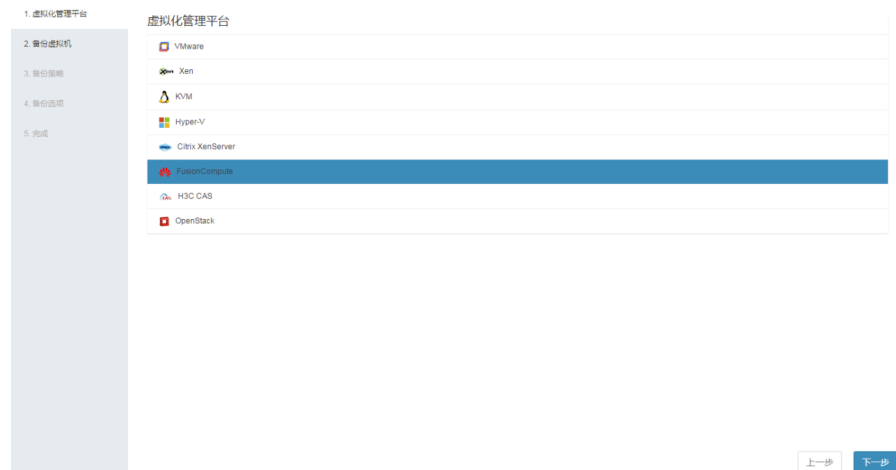 1. 虚拟化管理平台
2. 备份虚拟机
3. 备份策略
4. 备份选项
5. 完成
虚拟化管理平台
VMware
Xen
KVM
Hyper-V
Citrix XenServer
FusionCompute
H3C CAS
OpenStack
上一步
下一步